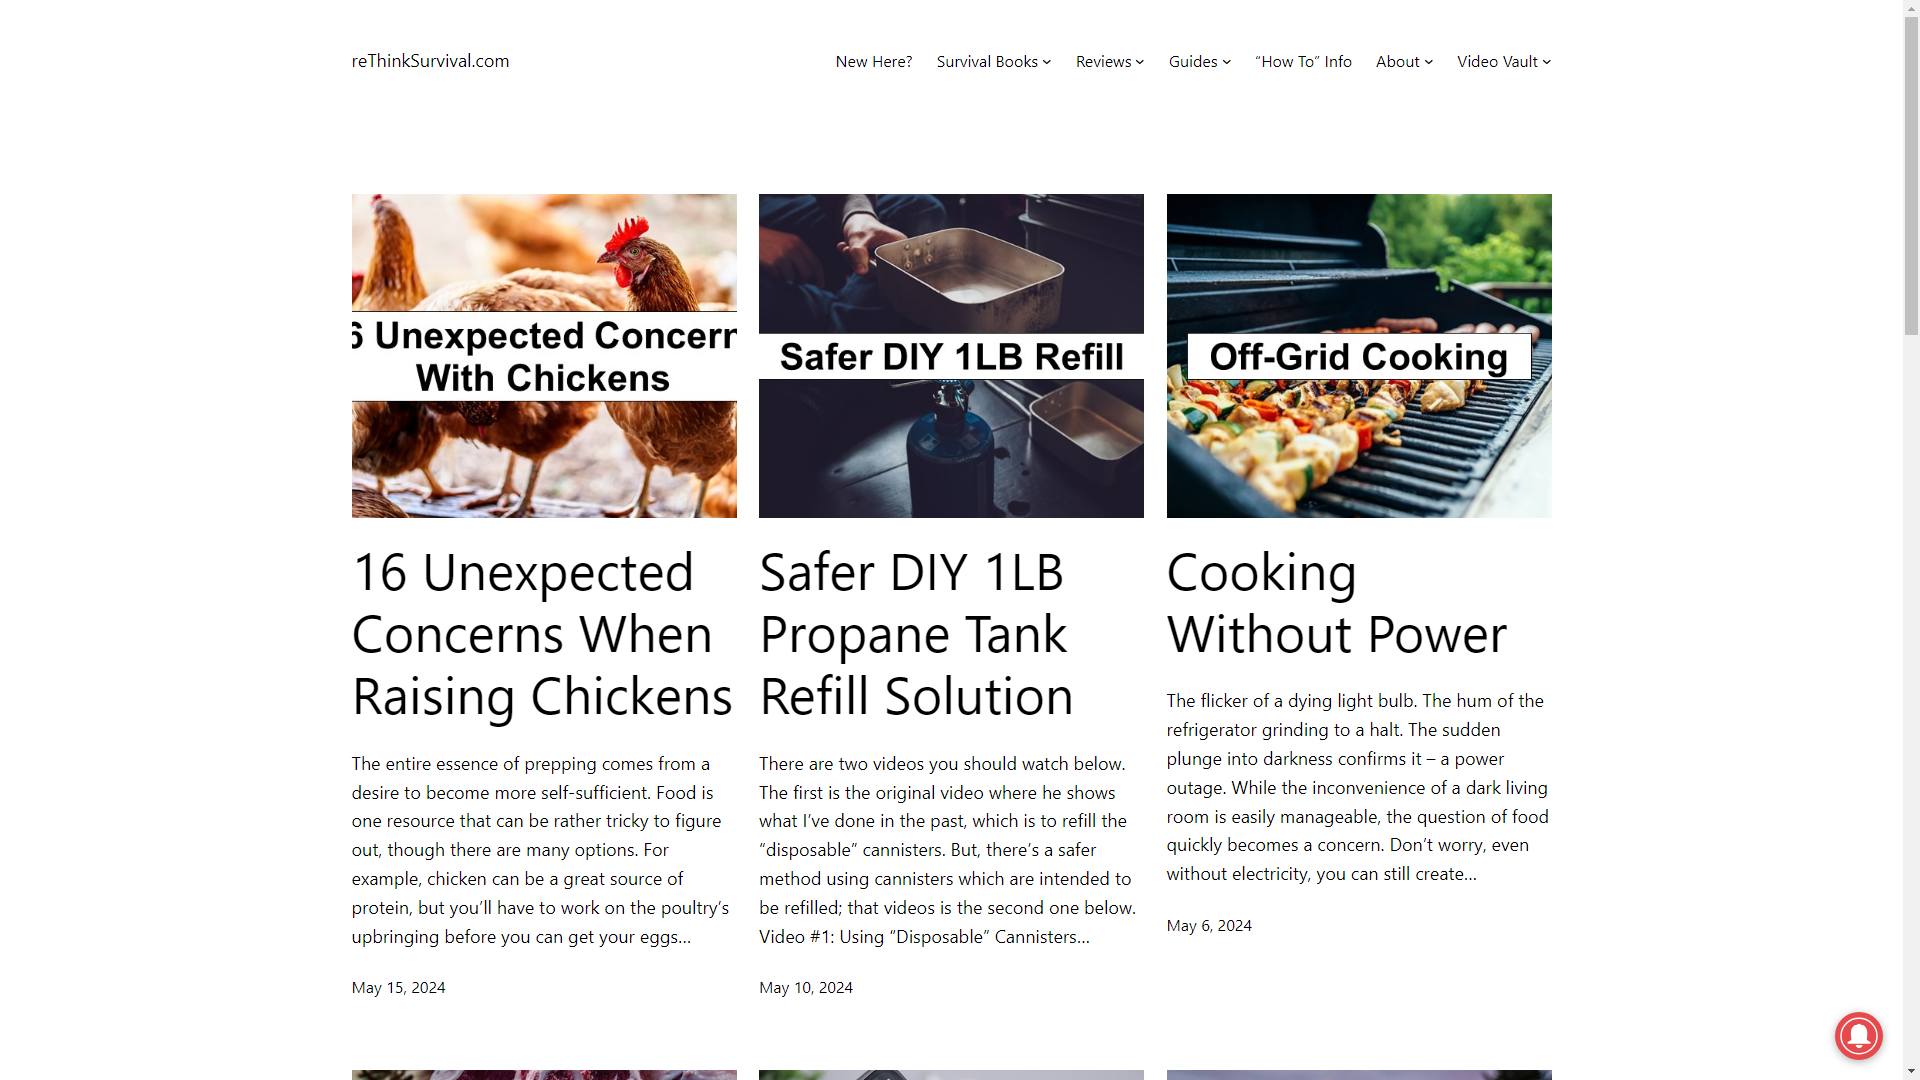 reThinkSurvival.com
New Here?
Survival Books
Reviews
Guides
“How To” Info
About
Video Vault
6 Unexpected Concern
With Chickens
Safer DIY 1LB Refill
Off-Grid Cooking
16 Unexpected
Concerns When
Raising Chickens
The entire essence of prepping comes from a
desire to become more self-sufficient. Food is
one resource that can be rather tricky to figure
out, though there are many options. For
example, chicken can be a great source of
protein, but you’ll have to work on the poultry’s
upbringing before you can get your eggs…
May 15, 2024
Safer DIY 1LB
Propane Tank
Refill Solution
There are two videos you should watch below.
The first is the original video where he shows
what I’ve done in the past, which is to refill the
“disposable” cannisters. But, there’s a safer
method using cannisters which are intended to
be refilled; that videos is the second one below.
Video #1: Using “Disposable” Cannisters…
May 10, 2024
Cooking
Without Power
The flicker of a dying light bulb. The hum of the
refrigerator grinding to a halt. The sudden
plunge into darkness confirms it – a power
outage. While the inconvenience of a dark living
room is easily manageable, the question of food
quickly becomes a concern. Don’t worry, even
without electricity, you can still create…
May 6, 2024